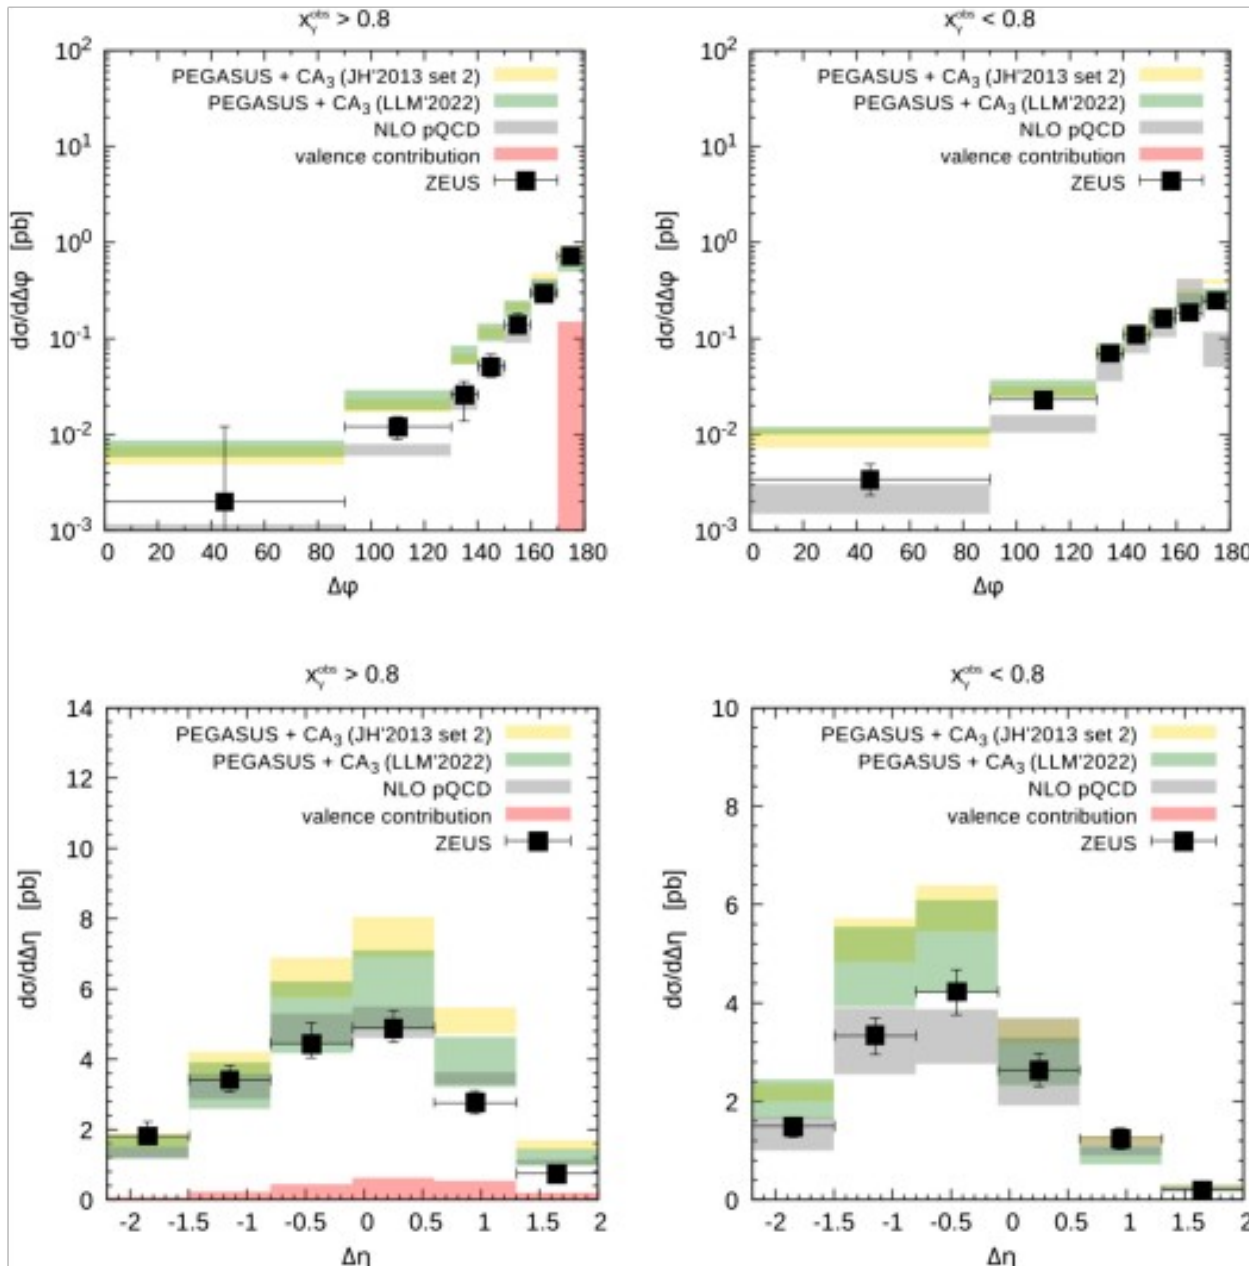 xγobs > 0.8
10²
10¹
10⁰
10⁻¹
10⁻²
10⁻³
dσ/dΔφ [pb]
PEGASUS + CA₃ (JH'2013 set 2)
PEGASUS + CA₃ (LLM'2022)
NLO pQCD
valence contribution
ZEUS
0 20 40 60 80 100 120 140 160 180
Δφ
xγobs < 0.8
10²
10¹
10⁰
10⁻¹
10⁻²
10⁻³
dσ/dΔφ [pb]
PEGASUS + CA₃ (JH'2013 set 2)
PEGASUS + CA₃ (LLM'2022)
NLO pQCD
valence contribution
ZEUS
0 20 40 60 80 100 120 140 160 180
Δφ
xγobs > 0.8
14
12
10
8
6
4
2
0
dσ/dΔη [pb]
PEGASUS + CA₃ (JH'2013 set 2)
PEGASUS + CA₃ (LLM'2022)
NLO pQCD
valence contribution
ZEUS
-2 -1.5 -1 -0.5 0 0.5 1 1.5 2
Δη
xγobs < 0.8
10
8
6
4
2
0
dσ/dΔη [pb]
PEGASUS + CA₃ (JH'2013 set 2)
PEGASUS + CA₃ (LLM'2022)
NLO pQCD
valence contribution
ZEUS
-2 -1.5 -1 -0.5 0 0.5 1 1.5 2
Δη